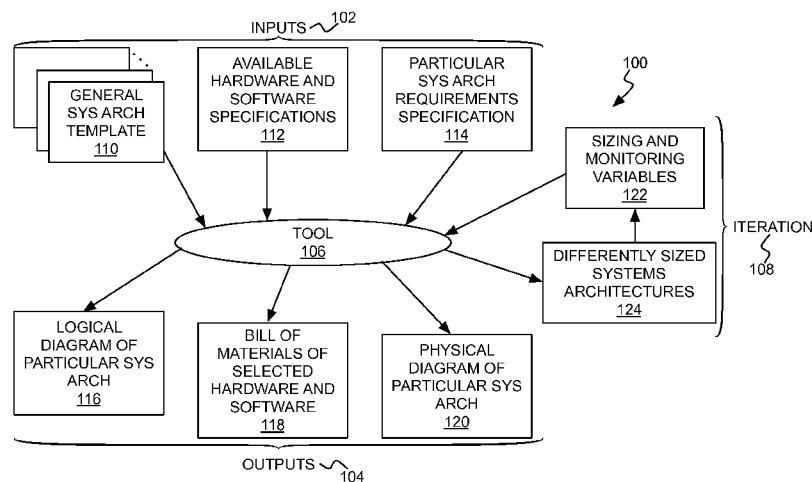 INPUTS 102
GENERAL
SYS ARCH
TEMPLATE
110
AVAILABLE
HARDWARE AND
SOFTWARE
SPECIFICATIONS
112
PARTICULAR
SYS ARCH
REQUIREMENTS
SPECIFICATION
114
100
SIZING AND
MONITORING
VARIABLES
122
ITERATION
108
TOOL
106
DIFFERENTLY SIZED
SYSTEMS
ARCHITECTURES
124
LOGICAL
DIAGRAM OF
PARTICULAR SYS
ARCH
116
BILL OF
MATERIALS OF
SELECTED
HARDWARE AND
SOFTWARE
118
PHYSICAL
DIAGRAM OF
PARTICULAR SYS
ARCH
120
OUTPUTS 104